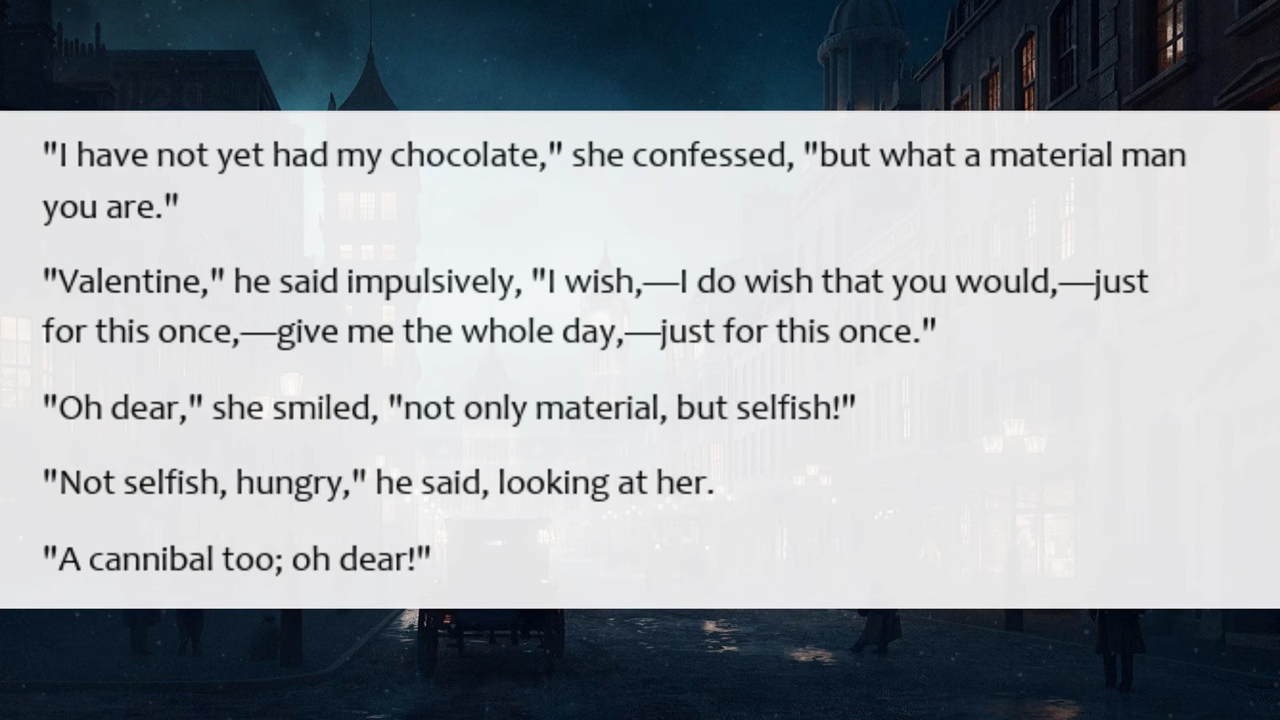 "I have not yet had my chocolate," she confessed, "but what a material man
you are."
"Valentine," he said impulsively, "I wish,—I do wish that you would,—just
for this once,—give me the whole day,—just for this once."
"Oh dear," she smiled, "not only material, but selfish!"
"Not selfish, hungry," he said, looking at her.
"A cannibal too; oh dear!"